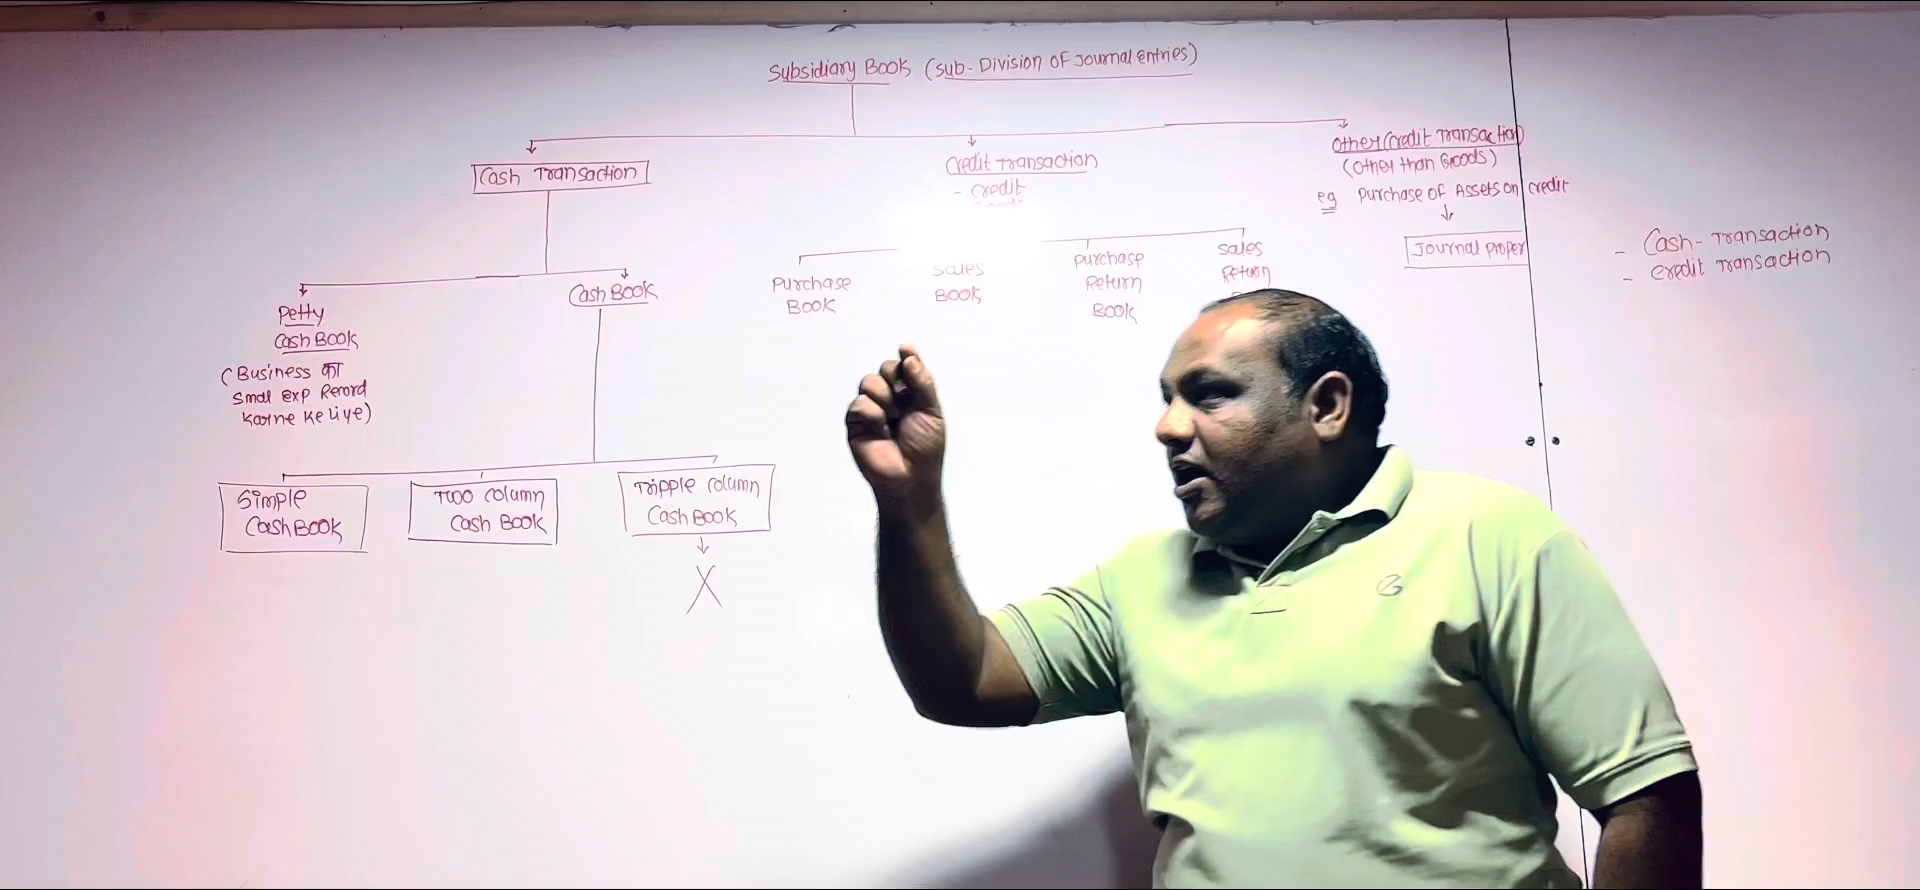 Subsidiary Book (Sub-Division of Journal entries)
Cash Transaction
Credit Transaction
- Credit
Other Credit Transaction
(Other than Goods)
eg Purchase of Assets on credit
Journal proper
- Cash-Transaction
- Credit Transaction
Petty
Cash Book
(Business का
Small Exp Record
Karne Ke Liye)
Cash Book
Purchase
Book
Sales
Book
Purchase
Return
Book
Sales
Return
Simple
Cash Book
Two Column
Cash Book
Tripple Column
Cash Book
X